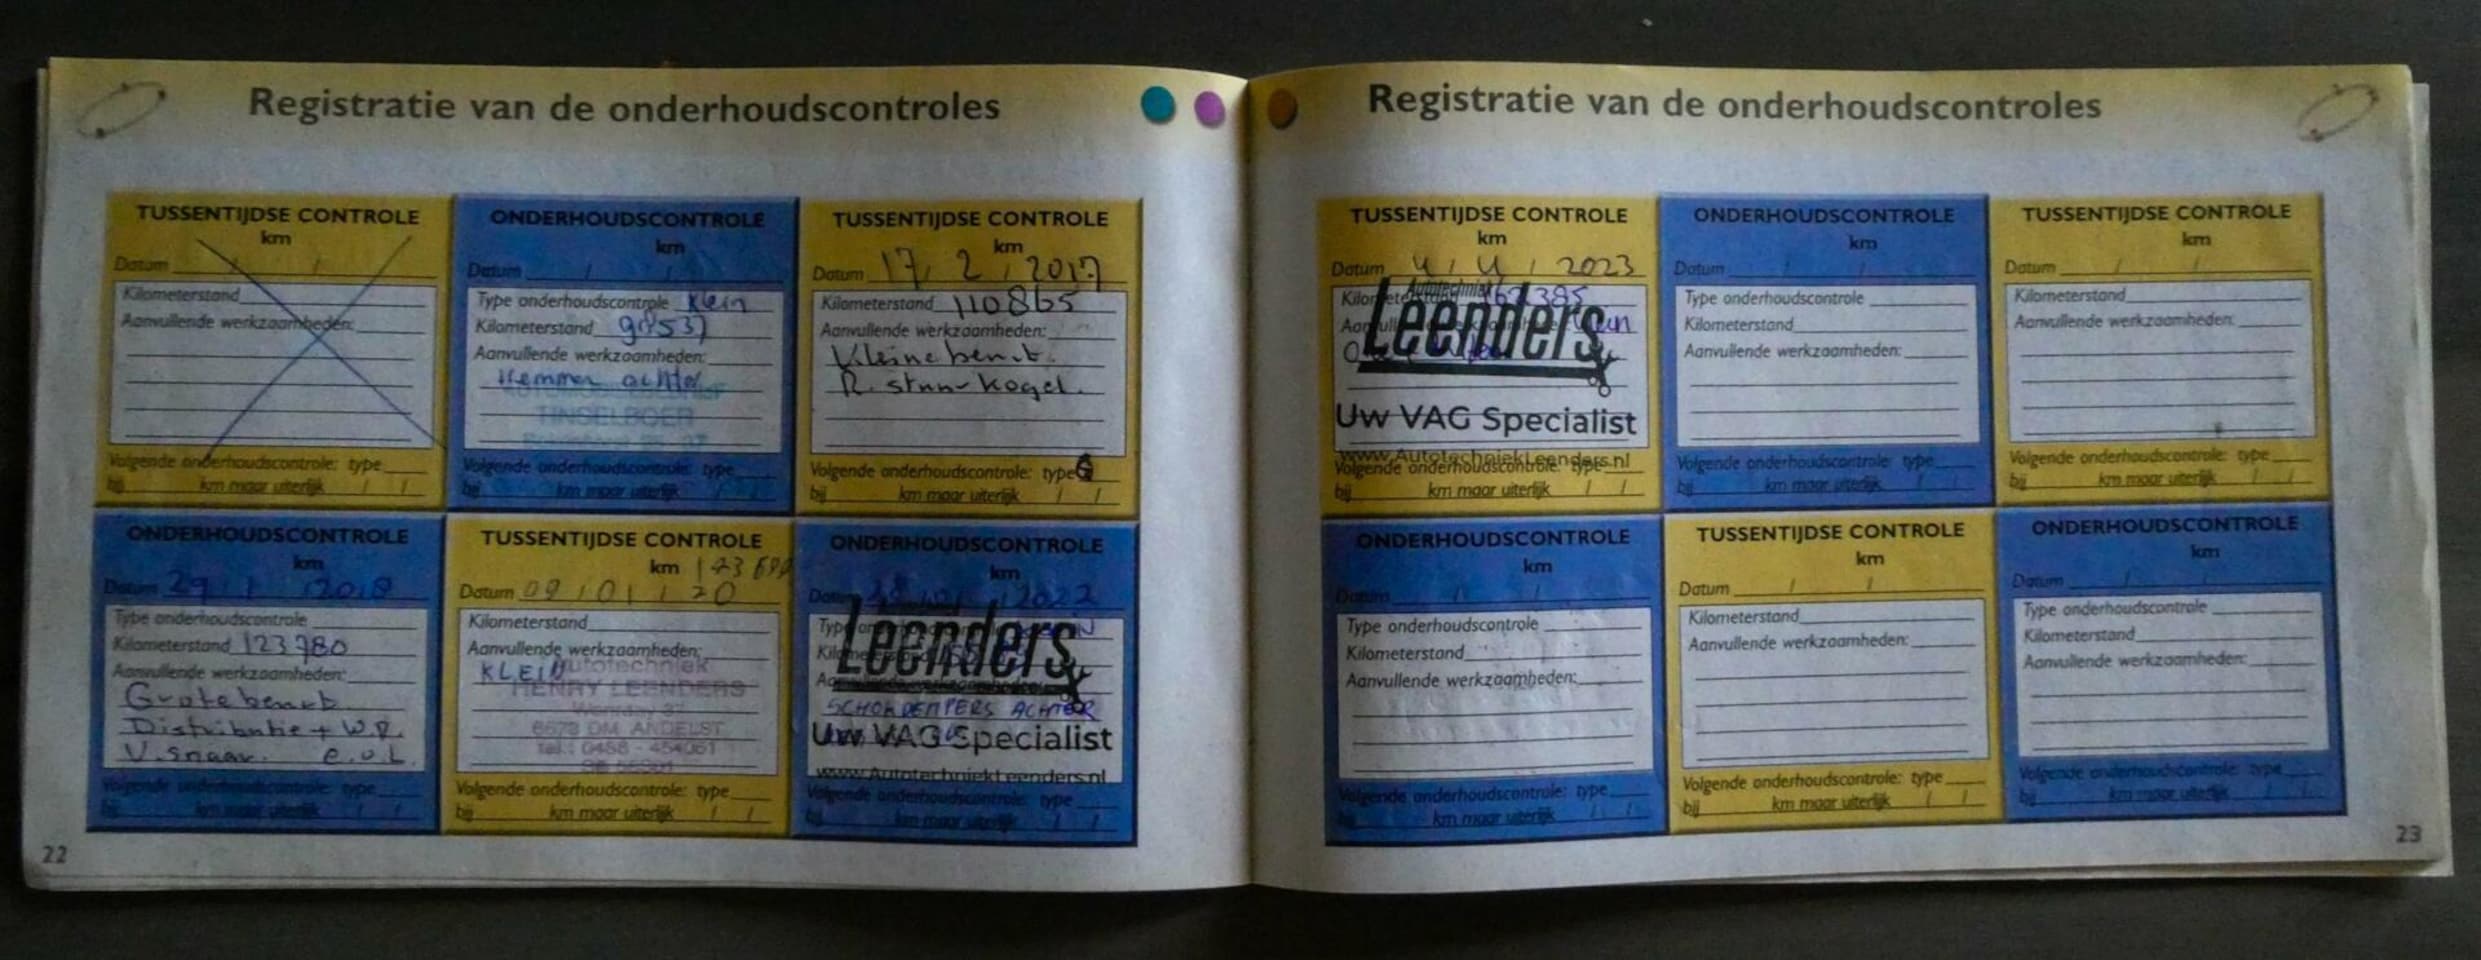 Registratie van de onderhoudscontroles
TUSSENTIJDSE CONTROLE
km
Datum / /
Kilometerstand
Aanvullende werkzaamheden:
Volgende onderhoudscontrole: type
bij km maar uiterlijk / /
ONDERHOUDSCONTROLE
km
Datum / /
Type onderhoudscontrole Klein
Kilometerstand
Aanvullende werkzaamheden:
Remmen achter
TINGELBOER
Volgende onderhoudscontrole: type
bij km maar uiterlijk / /
TUSSENTIJDSE CONTROLE
km
Datum 17 / 2 / 2017
Kilometerstand 110865
Aanvullende werkzaamheden:
Kleine beurt.
R. stuurkogel.
Volgende onderhoudscontrole: type G
bij km maar uiterlijk / /
ONDERHOUDSCONTROLE
km
Datum 29 / 1 / 2018
Type onderhoudscontrole
Kilometerstand 123780
Aanvullende werkzaamheden:
Grote beurt
Distributie + W.P.
V.snaar. e.v.L.
Volgende onderhoudscontrole: type
bij km maar uiterlijk / /
TUSSENTIJDSE CONTROLE
km
Datum 09 / 01 / 20
Kilometerstand
Aanvullende werkzaamheden:
KLEIN
Autotechniek
HENRY LEENDERS
6673 DM ANDELST
Tel.: 0488 - 454061
Volgende onderhoudscontrole: type
bij km maar uiterlijk / /
ONDERHOUDSCONTROLE
km
Datum 2022
Leenders
SCHOKDEMPERS ACHTER
Uw VAG Specialist
www.AutotechniekLeenders.nl
Volgende onderhoudscontrole: type
bij km maar uiterlijk / /
22
Registratie van de onderhoudscontroles
TUSSENTIJDSE CONTROLE
km
Datum 4 / 4 / 2023
Autotechniek
Leenders
Uw VAG Specialist
www.AutotechniekLeenders.nl
Volgende onderhoudscontrole: type
bij km maar uiterlijk / /
ONDERHOUDSCONTROLE
km
Datum / /
Type onderhoudscontrole
Kilometerstand
Aanvullende werkzaamheden:
Volgende onderhoudscontrole: type
bij km maar uiterlijk / /
TUSSENTIJDSE CONTROLE
km
Datum / /
Kilometerstand
Aanvullende werkzaamheden:
Volgende onderhoudscontrole: type
bij km maar uiterlijk / /
ONDERHOUDSCONTROLE
km
Datum / /
Type onderhoudscontrole
Kilometerstand
Aanvullende werkzaamheden:
Volgende onderhoudscontrole: type
bij km maar uiterlijk / /
TUSSENTIJDSE CONTROLE
km
Datum / /
Kilometerstand
Aanvullende werkzaamheden:
Volgende onderhoudscontrole: type
bij km maar uiterlijk / /
ONDERHOUDSCONTROLE
km
Datum / /
Type onderhoudscontrole
Kilometerstand
Aanvullende werkzaamheden:
Volgende onderhoudscontrole: type
bij km maar uiterlijk / /
23